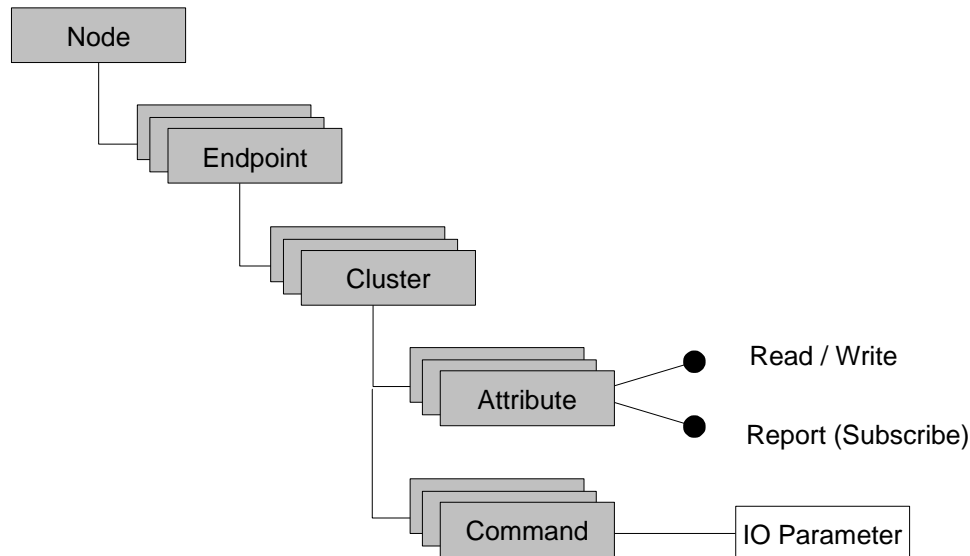 Node
Endpoint
Cluster
Attribute
Read / Write
Report (Subscribe)
Command
IO Parameter